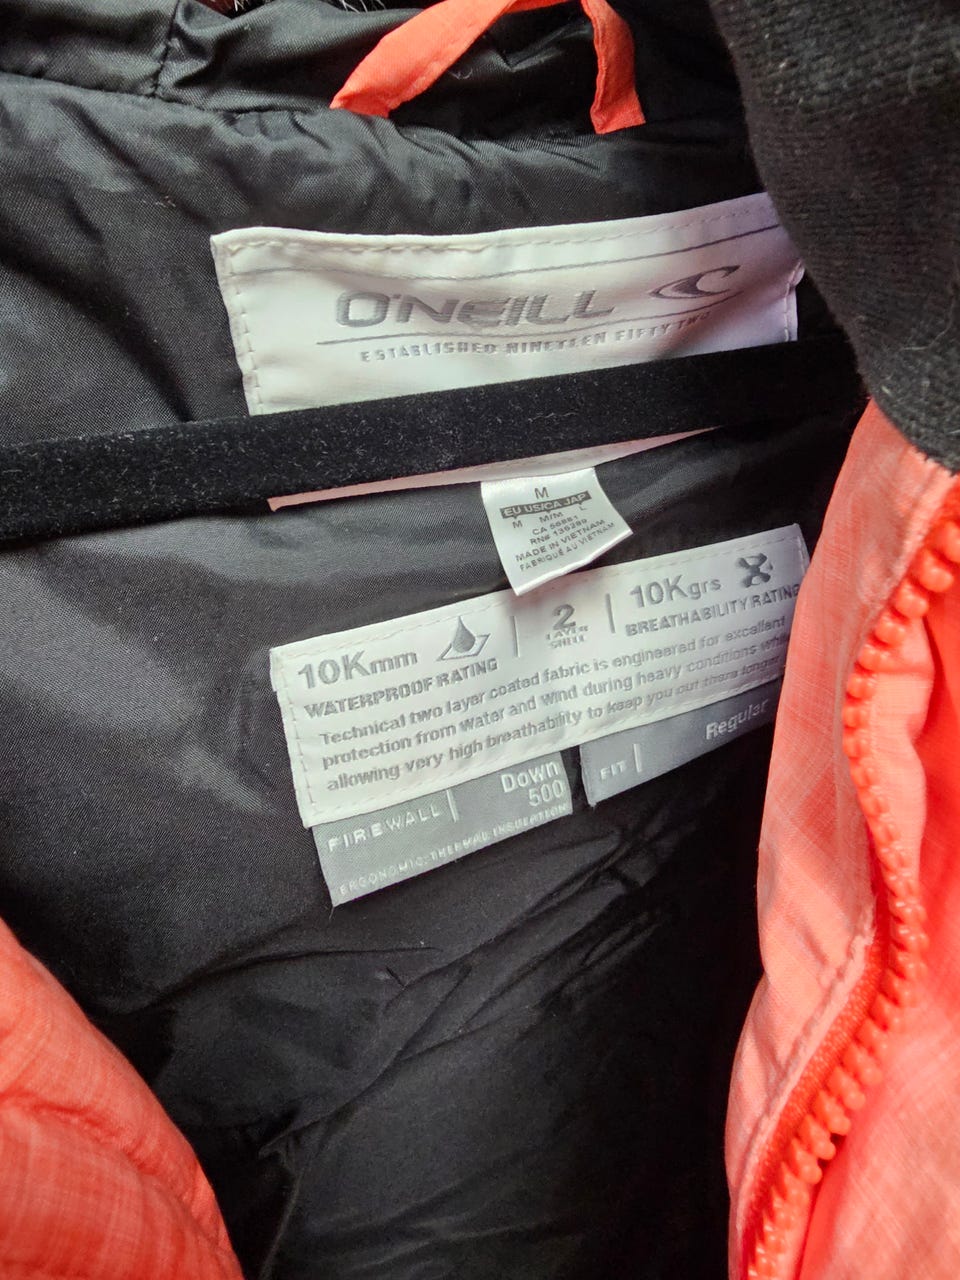 O'NEILL
ESTABLISHED NINETEEN FIFTY TWO
M
EU US/CA JAP
M M/M L
CA 56881
RN# 136289
MADE IN VIETNAM
FABRIQUÉ AU VIETNAM
10Kmm
WATERPROOF RATING
2
LAYER
SHELL
10Kgrs
BREATHABILITY RATING
Technical two layer coated fabric is engineered for excellent
protection from water and wind during heavy conditions while
allowing very high breathability to keep you out there longer
FIREWALL
Down
500
ERGONOMIC THERMAL INSULATION
FIT
Regular